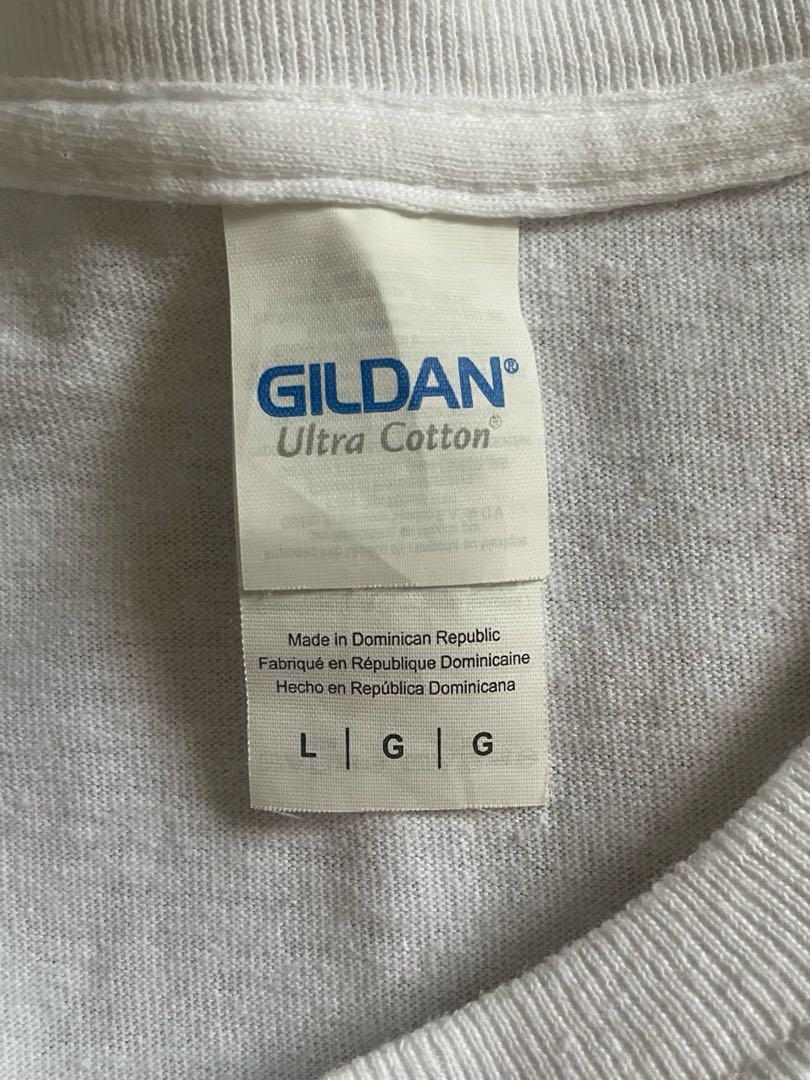 GILDAN®
Ultra Cotton®
Made in Dominican Republic
Fabriqué en République Dominicaine
Hecho en República Dominicana
L | G | G